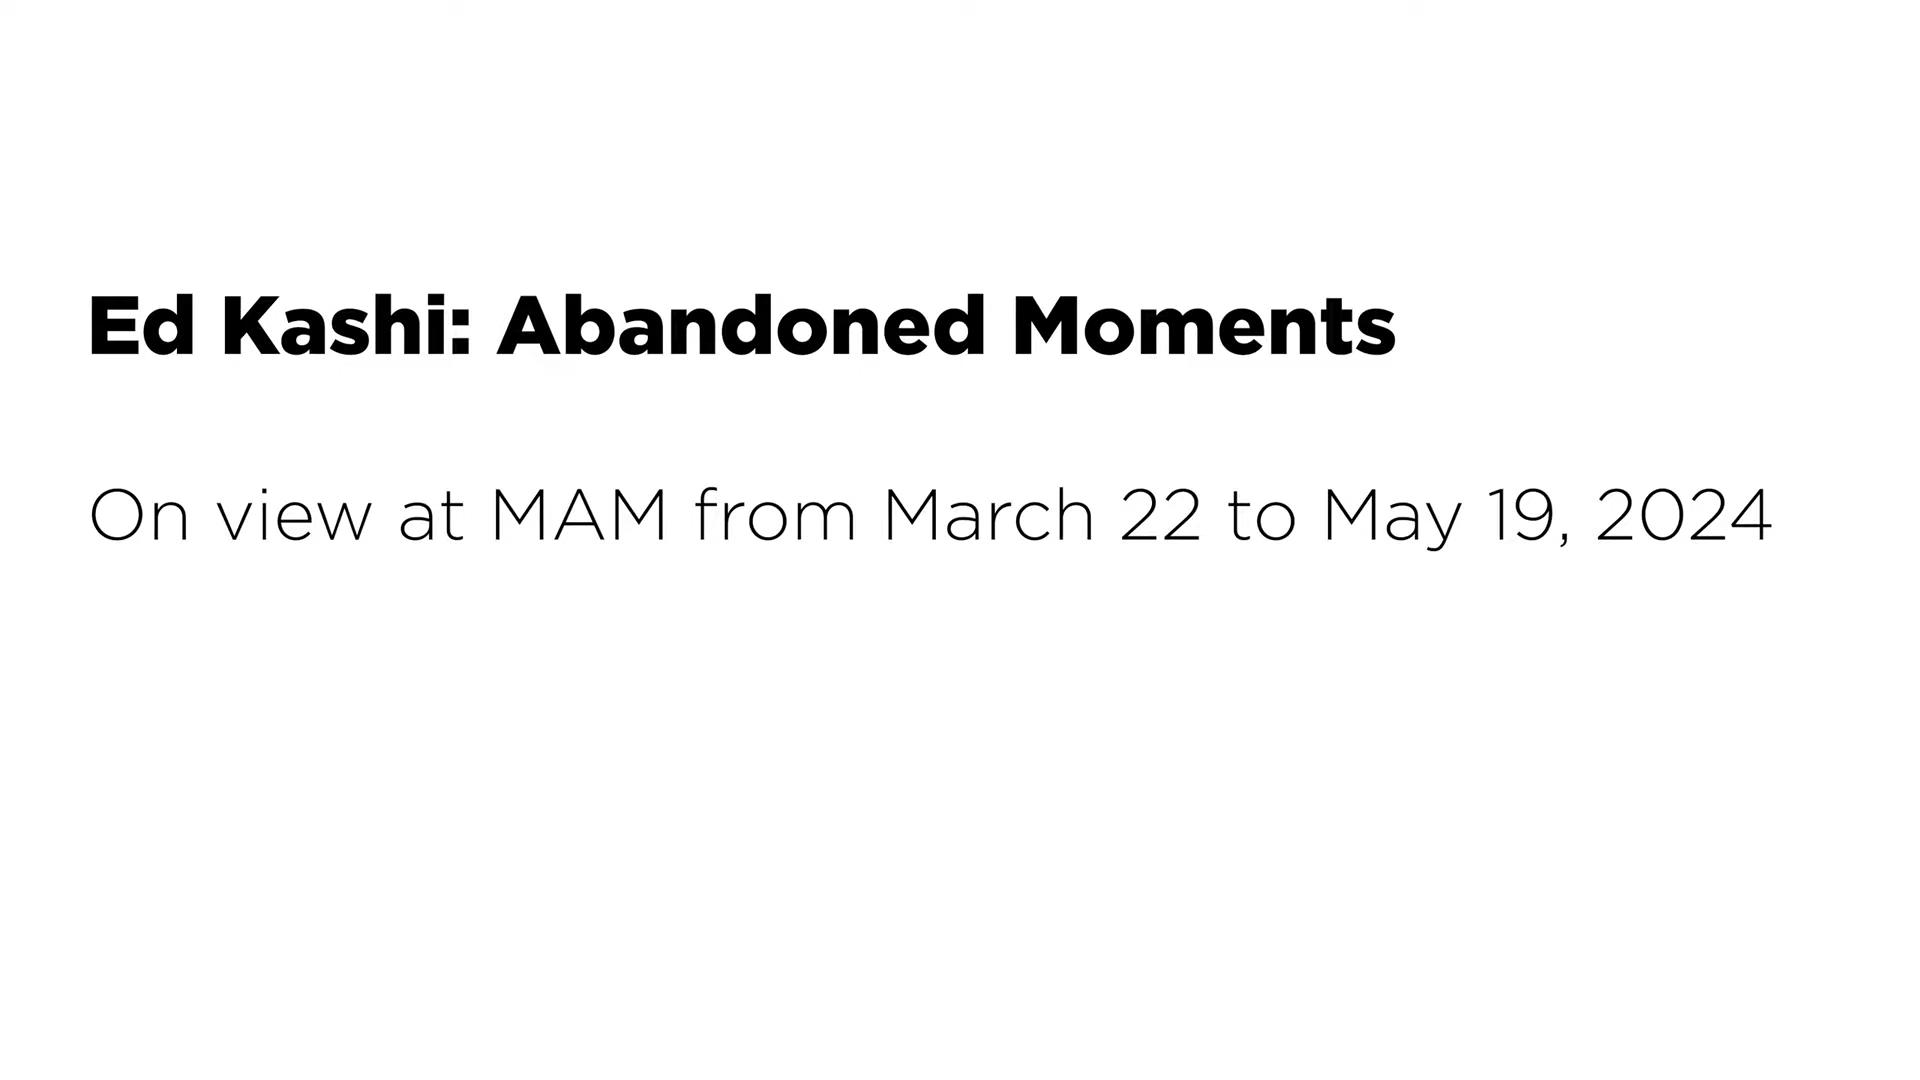 Ed Kashi: Abandoned Moments
On view at MAM from March 22 to May 19, 2024